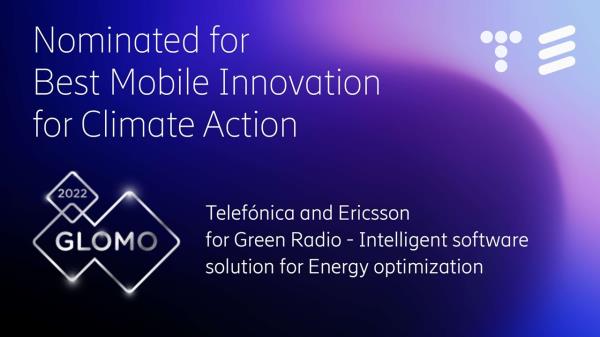 Nominated for
Best Mobile Innovation
for Climate Action
2022
GLOMO
Telefónica and Ericsson
for Green Radio - Intelligent software
solution for Energy optimization